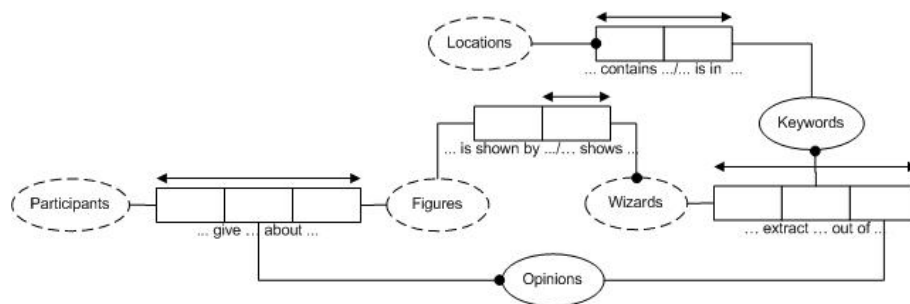 Locations
... contains .../... is in ...
Keywords
... is shown by .../... shows ...
Participants
Figures
Wizards
... give ... about ...
... extract ... out of ...
Opinions